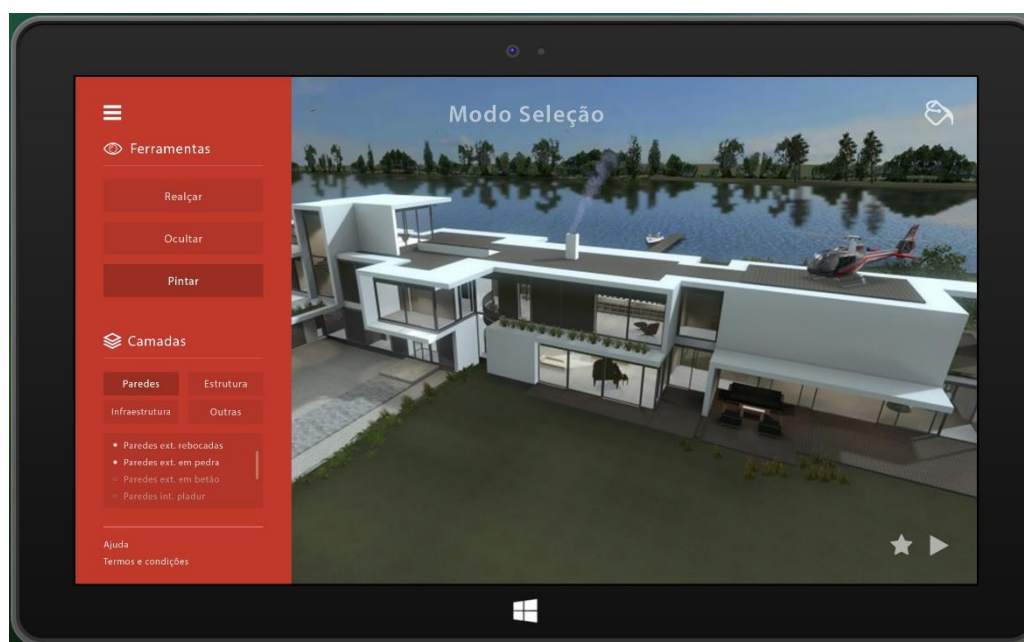 Modo Seleção
Ferramentas
Realçar
Ocultar
Pintar
Camadas
Paredes
Estrutura
Infraestrutura
Outras
Paredes ext. rebocadas
Paredes ext. em pedra
Paredes ext. em betão
Paredes int. pladur
Ajuda
Termos e condições